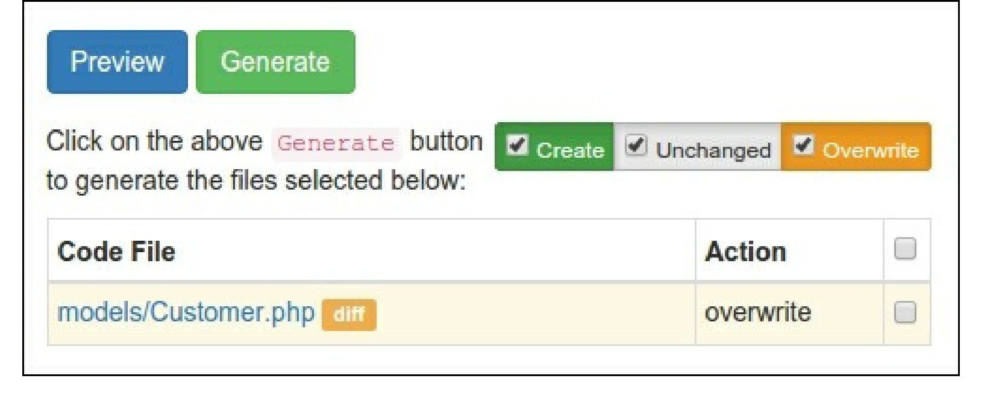 Preview Generate
Click on the above Generate button
Create Unchanged Overwrite
to generate the files selected below:
Code File Action
models/Customer.php diff overwrite